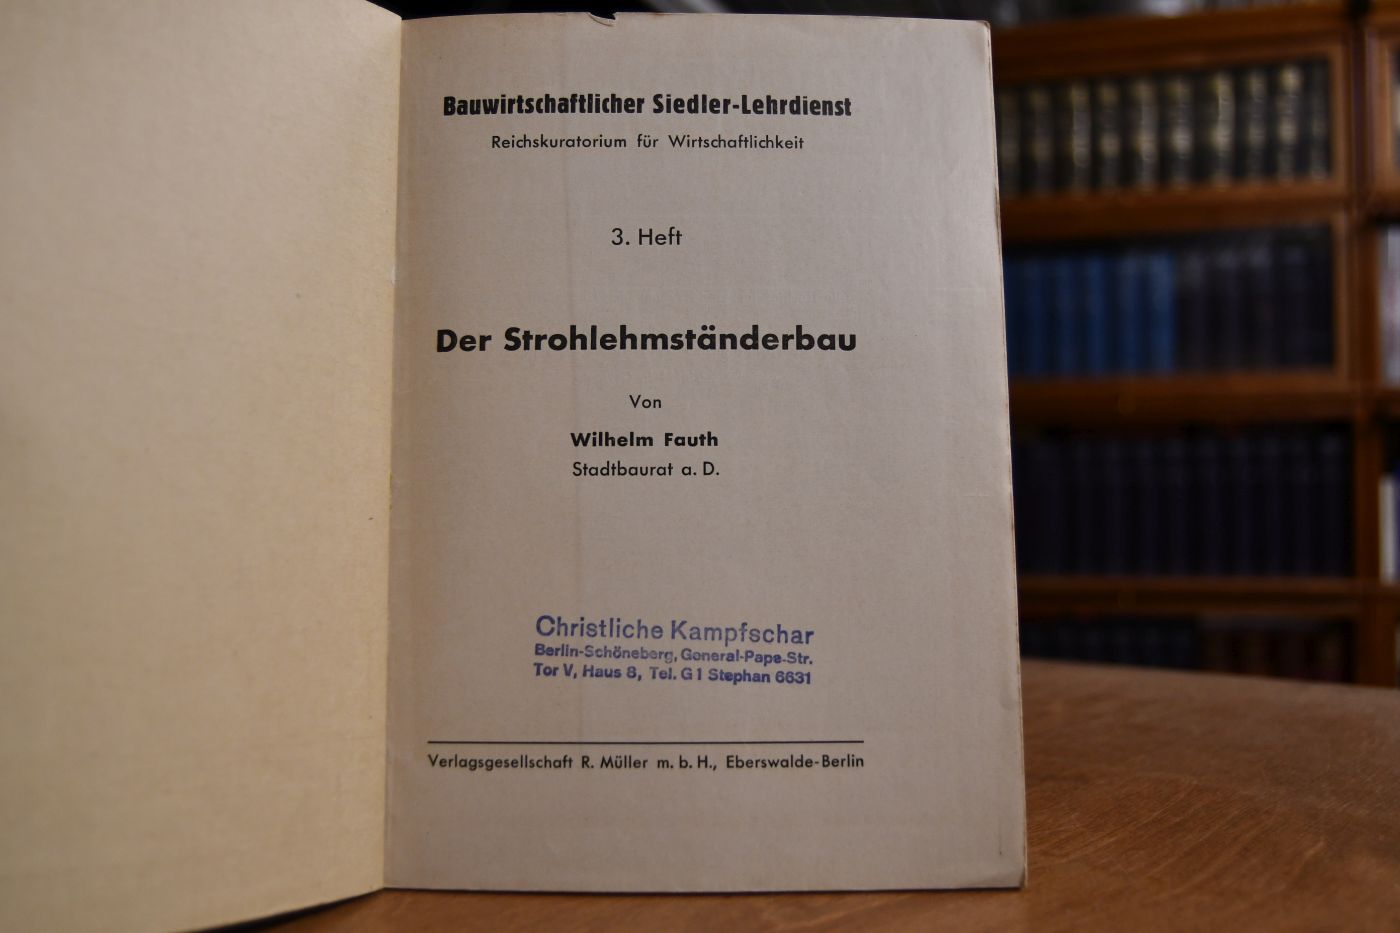 Bauwirtschaftlicher Siedler-Lehrdienst
Reichskuratorium für Wirtschaftlichkeit
3. Heft
Der Strohlehmständerbau
Von
Wilhelm Fauth
Stadtbaurat a. D.
Christliche Kampfschar
Berlin-Schöneberg, General-Pape-Str.
Tor V, Haus 8, Tel. G1 Stephan 6631
Verlagsgesellschaft R. Müller m. b. H., Eberswalde-Berlin